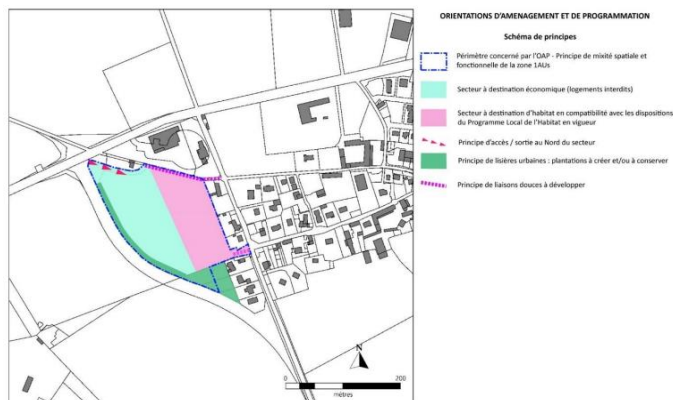 ORIENTATIONS D'AMENAGEMENT ET DE PROGRAMMATION
Schéma de principes
Périmètre concerné par l'OAP - Principe de mixité spatiale et
fonctionnelle de la zone 1AUs
Secteur à destination économique (logements interdits)
Secteur à destination d'habitat en compatibilité avec les dispositions
du Programme Local de l'Habitat en vigueur
Principe d'accès / sortie au Nord du secteur
Principe de lisières urbaines : plantations à créer et/ou à conserver
Principe de liaisons douces à développer
N
0 200
mètres